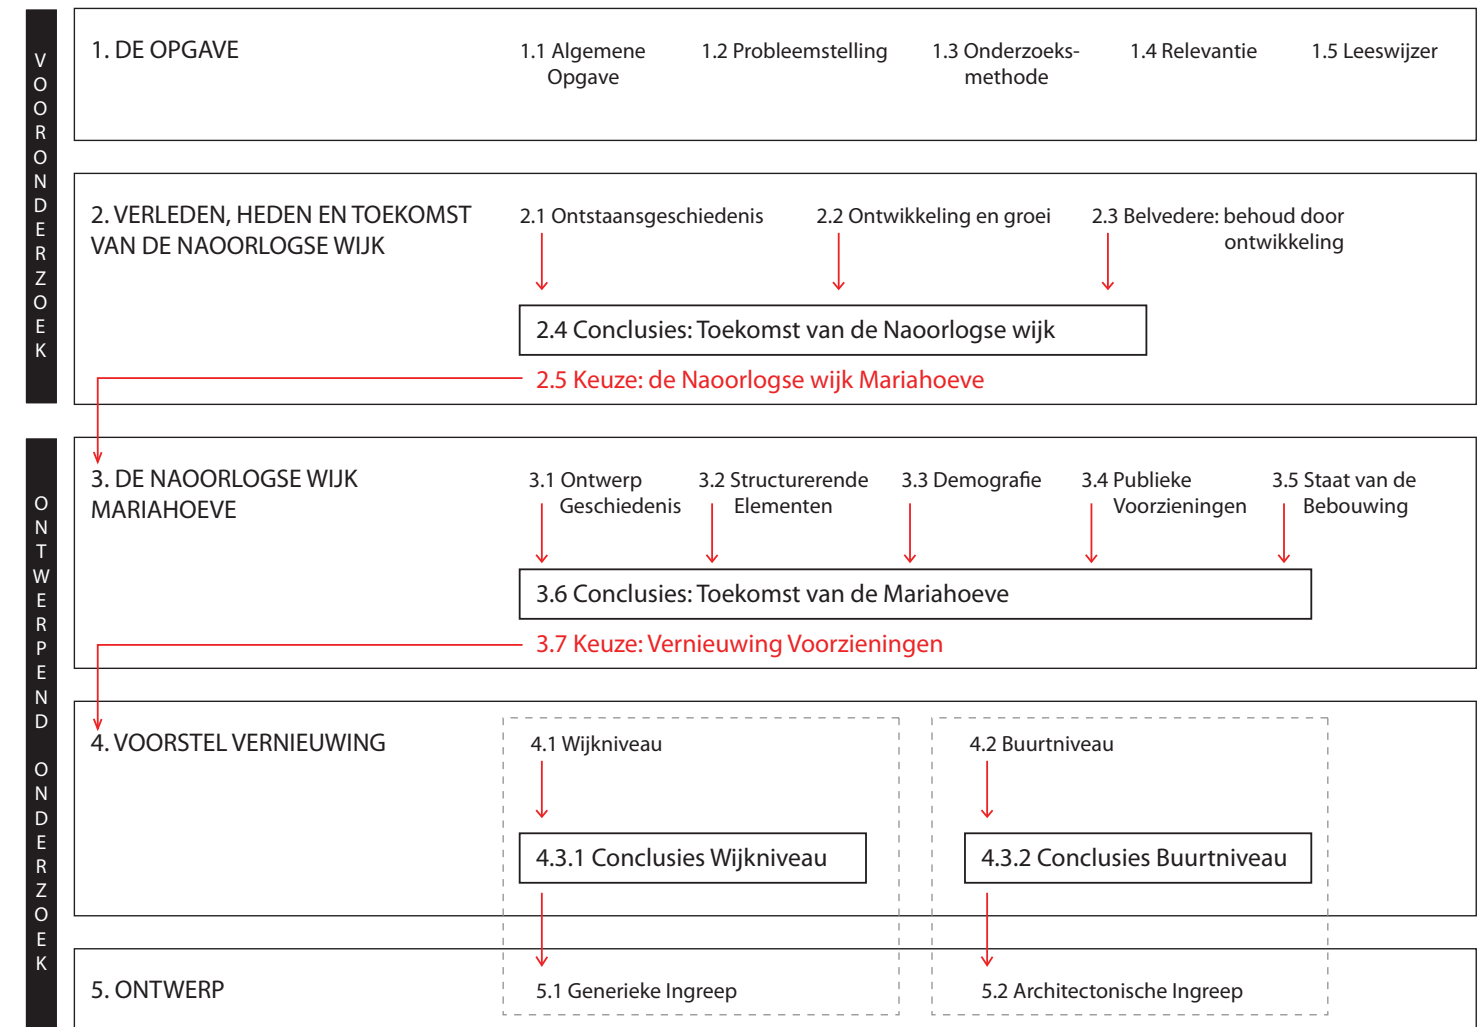 VOORONDERZOEK
1. DE OPGAVE
1.1 Algemene
Opgave
1.2 Probleemstelling
1.3 Onderzoeks-
methode
1.4 Relevantie
1.5 Leeswijzer
2. VERLEDEN, HEDEN EN TOEKOMST
VAN DE NAOORLOGSE WIJK
2.1 Ontstaansgeschiedenis
2.2 Ontwikkeling en groei
2.3 Belvedere: behoud door
ontwikkeling
2.4 Conclusies: Toekomst van de Naoorlogse wijk
2.5 Keuze: de Naoorlogse wijk Mariahoeve
ONTWERPEND ONDERZOEK
3. DE NAOORLOGSE WIJK
MARIAHOEVE
3.1 Ontwerp
Geschiedenis
3.2 Structurerende
Elementen
3.3 Demografie
3.4 Publieke
Voorzieningen
3.5 Staat van de
Bebouwing
3.6 Conclusies: Toekomst van de Mariahoeve
3.7 Keuze: Vernieuwing Voorzieningen
4. VOORSTEL VERNIEUWING
4.1 Wijkniveau
4.2 Buurtniveau
4.3.1 Conclusies Wijkniveau
4.3.2 Conclusies Buurtniveau
5. ONTWERP
5.1 Generieke Ingreep
5.2 Architectonische Ingreep